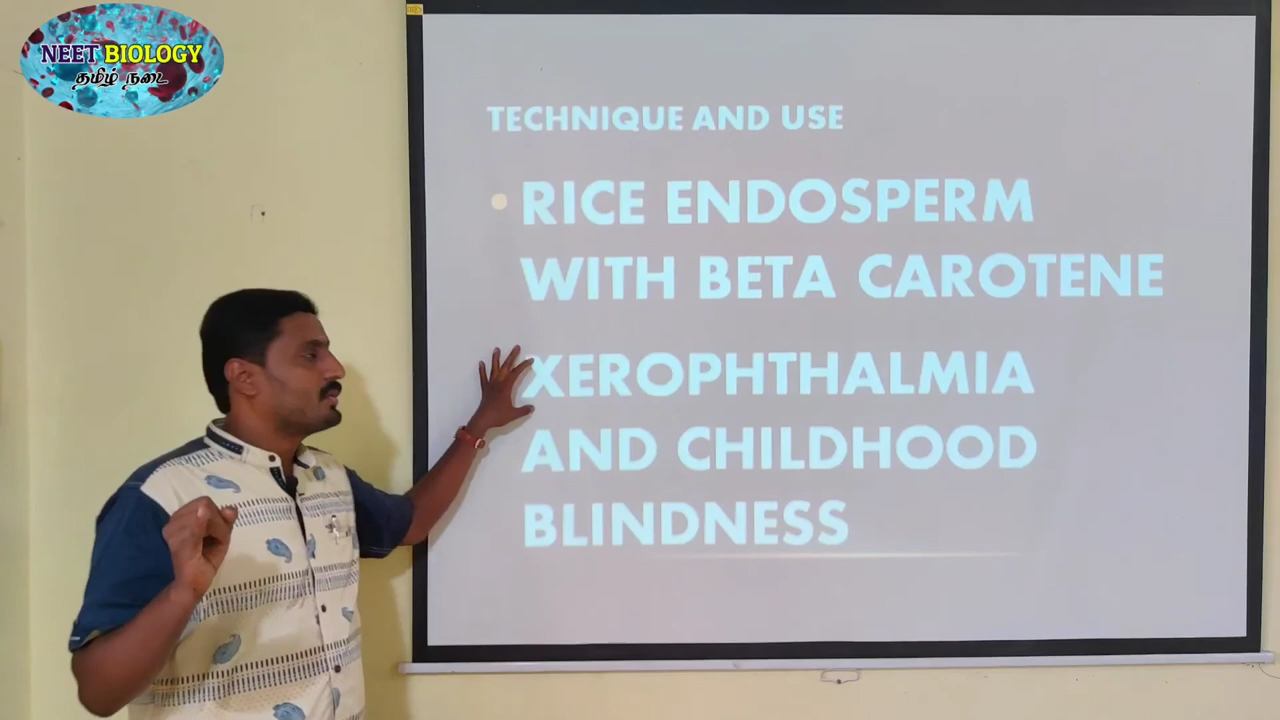 NEET BIOLOGY
தமிழ் நடை
TECHNIQUE AND USE
• RICE ENDOSPERM
WITH BETA CAROTENE
XEROPHTHALMIA
AND CHILDHOOD
BLINDNESS